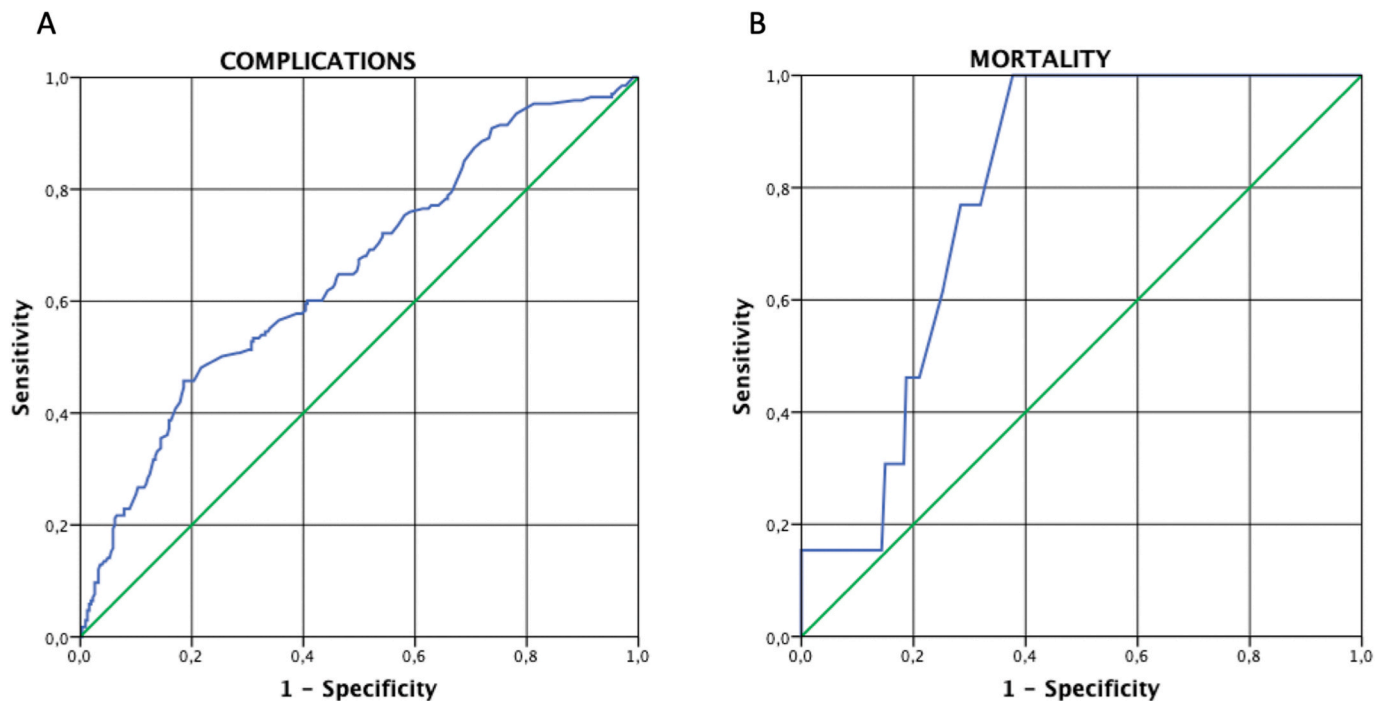 A
COMPLICATIONS
1,0
0,8
0,6
0,4
0,2
0,0
Sensitivity
0,0 0,2 0,4 0,6 0,8 1,0
1 – Specificity
B
MORTALITY
1,0
0,8
0,6
0,4
0,2
0,0
Sensitivity
0,0 0,2 0,4 0,6 0,8 1,0
1 – Specificity